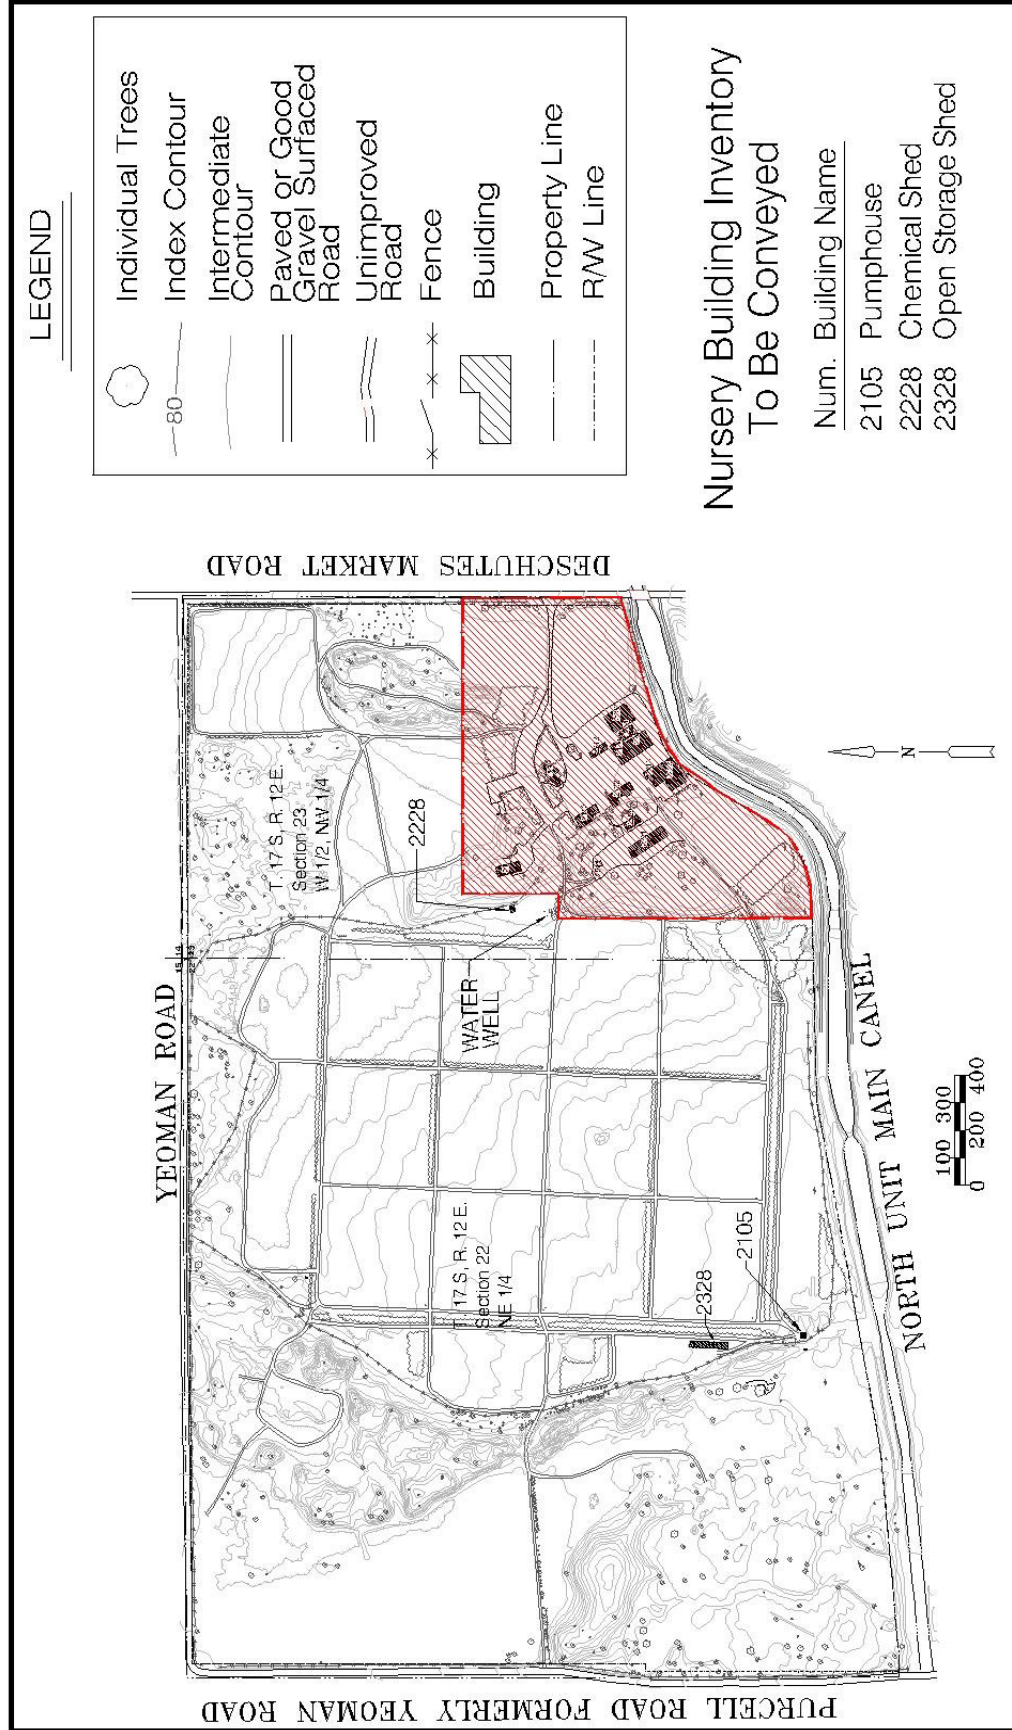 LEGEND
Individual Trees
80
Index Contour
Intermediate
Contour
Paved or Good
Gravel Surfaced
Road
Unimproved
Road
Fence
Building
Property Line
R/W Line
Nursery Building Inventory
To Be Conveyed
Num. Building Name
2105 Pumphouse
2228 Chemical Shed
2328 Open Storage Shed
YEOMAN ROAD
DESCHUTES MARKET ROAD
PURCELL ROAD FORMERLY YEOMAN ROAD
NORTH UNIT MAIN CANEL
T. 17 S, R. 12 E.
Section 23
W 1/2, NW 1/4
15 14
22 23
2228
WATER
WELL
T. 17 S, R. 12 E.
Section 22
NE 1/4
2328
2105
N
100 300
0 200 400